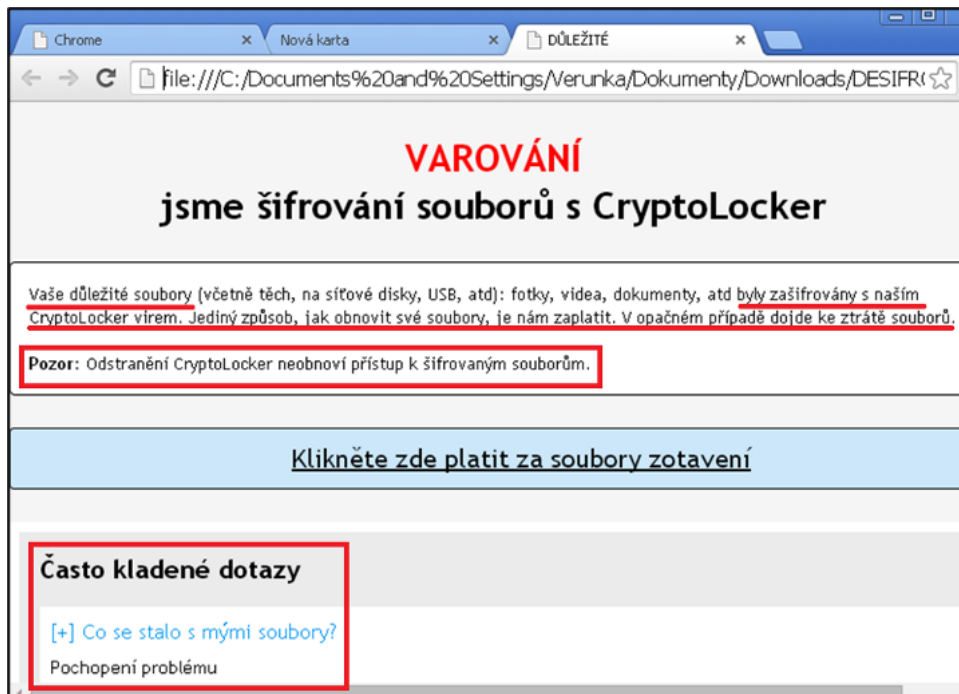 Chrome
Nová karta
DŮLEŽITÉ
file:///C:/Documents%20and%20Settings/Verunka/Dokumenty/Downloads/DESIFR(
VAROVÁNÍ
jsme šifrování souborů s CryptoLocker
Vaše důležité soubory (včetně těch, na síťové disky, USB, atd): fotky, videa, dokumenty, atd byly zašifrovány s naším
CryptoLocker virem. Jediný způsob, jak obnovit své soubory, je nám zaplatit. V opačném případě dojde ke ztrátě souborů.
Pozor: Odstranění CryptoLocker neobnoví přístup k šifrovaným souborům.
Klikněte zde platit za soubory zotavení
Často kladené dotazy
[+] Co se stalo s mými soubory?
Pochopení problému